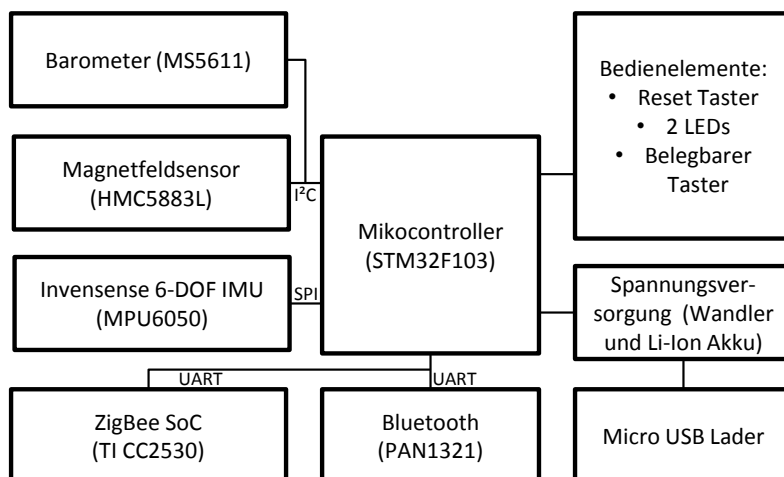 Barometer (MS5611)
Magnetfeldsensor
(HMC5883L)
I²C
Invensense 6-DOF IMU
(MPU6050)
SPI
Mikocontroller
(STM32F103)
Bedienelemente:
• Reset Taster
• 2 LEDs
• Belegbarer
Taster
Spannungsver-
sorgung (Wandler
und Li-Ion Akku)
UART
UART
ZigBee SoC
(TI CC2530)
Bluetooth
(PAN1321)
Micro USB Lader